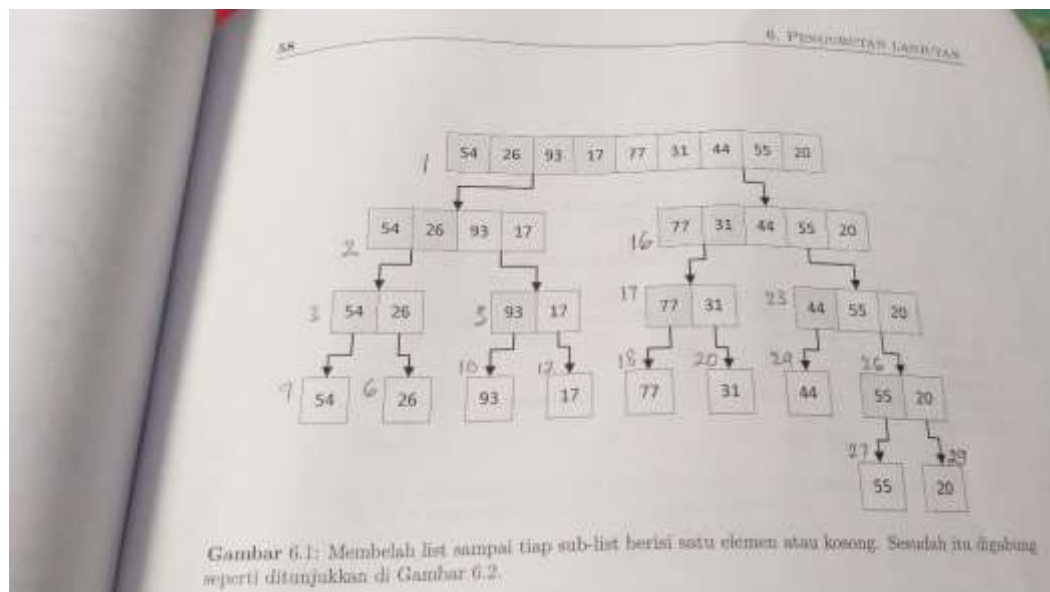 58
6. PENGURUTAN LANJUTAN
1 54 26 93 17 77 31 44 55 20
2 54 26 93 17 16 77 31 44 55 20
3 54 26 93 17 17 77 31 23 44 55 20
10 12 18 20 26
6 54 26 93 17 77 31 44 55 20
27 29
55 20
Gambar 6.1: Membelah list sampai tiap sub-list berisi satu elemen atau kosong. Sesudah itu digabung
seperti ditunjukkan di Gambar 6.2.